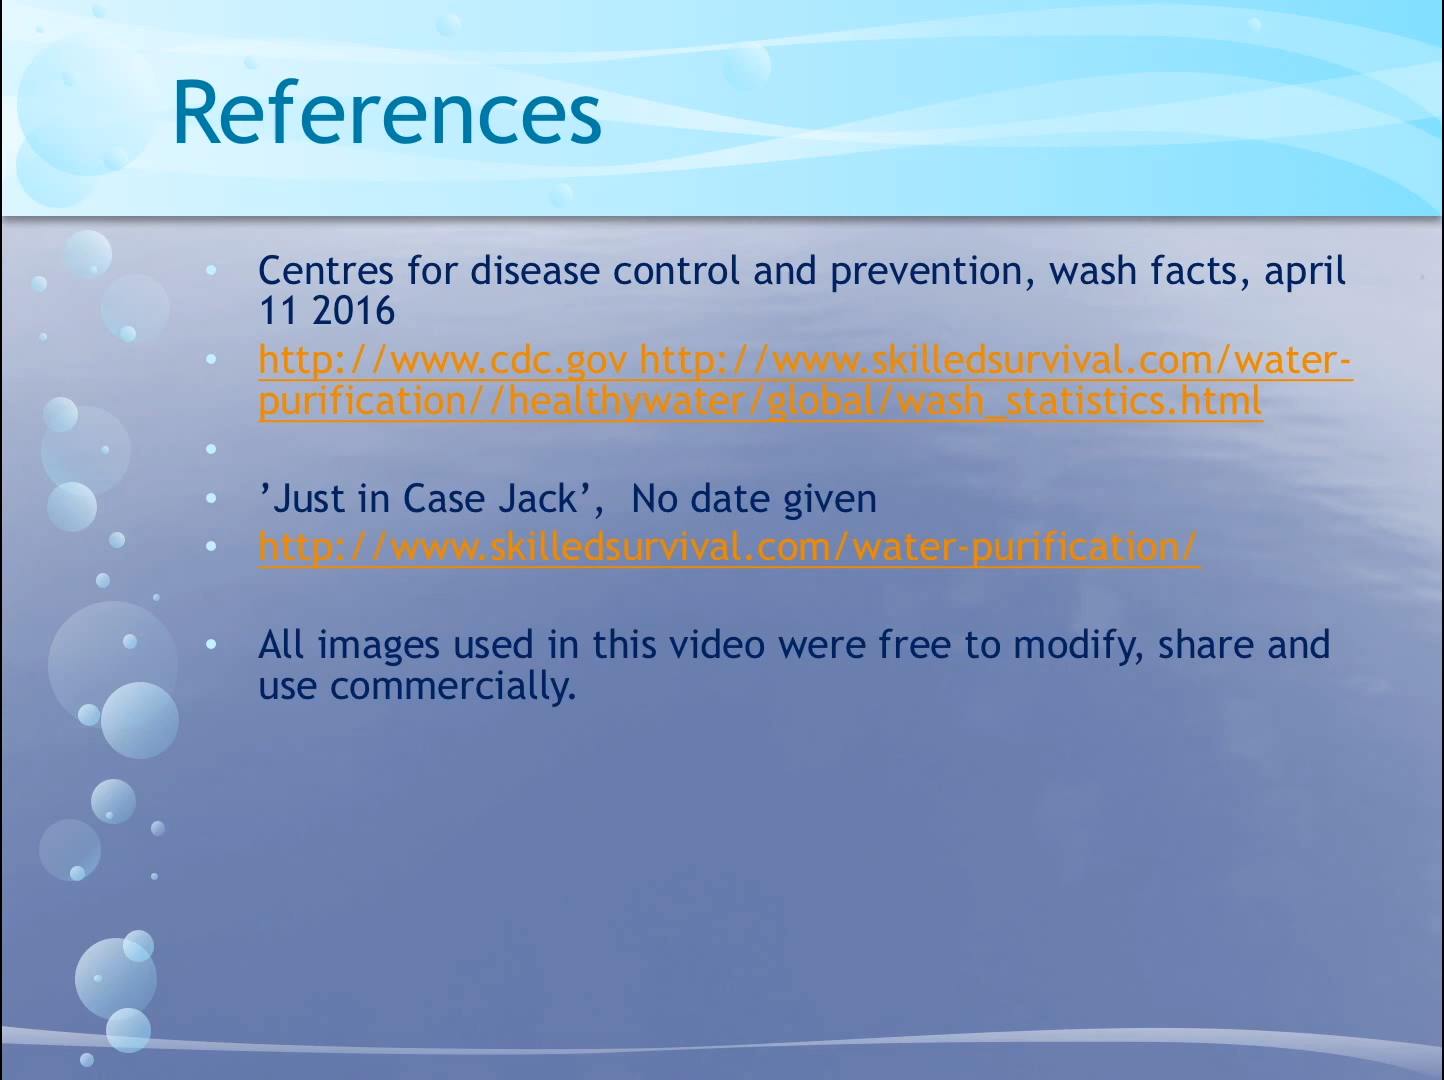 References
Centres for disease control and prevention, wash facts, april
11 2016
http://www.cdc.gov http://www.skilledsurvival.com/water-
purification//healthywater/global/wash_statistics.html
’Just in Case Jack’,  No date given
http://www.skilledsurvival.com/water-purification/
All images used in this video were free to modify, share and
use commercially.